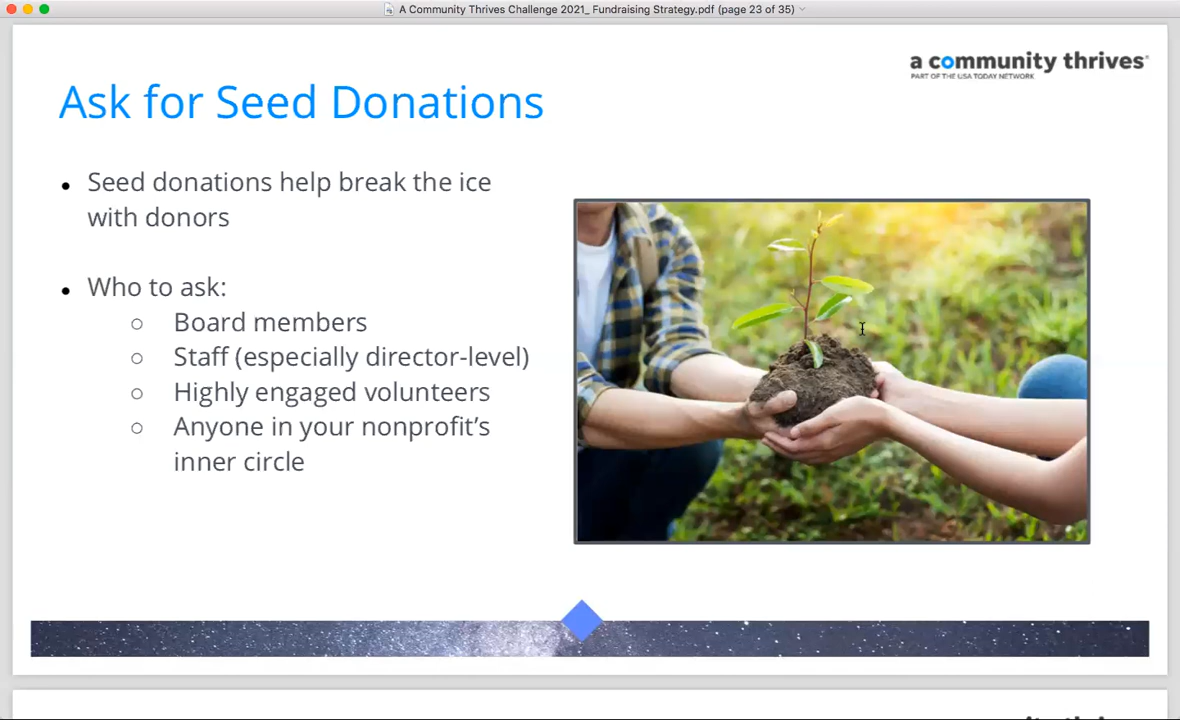 A Community Thrives Challenge 2021_ Fundraising Strategy.pdf (page 23 of 35)
a community thrives
PART OF THE USA TODAY NETWORK
Ask for Seed Donations
• Seed donations help break the ice
with donors
• Who to ask:
○ Board members
○ Staff (especially director-level)
○ Highly engaged volunteers
○ Anyone in your nonprofit’s
inner circle